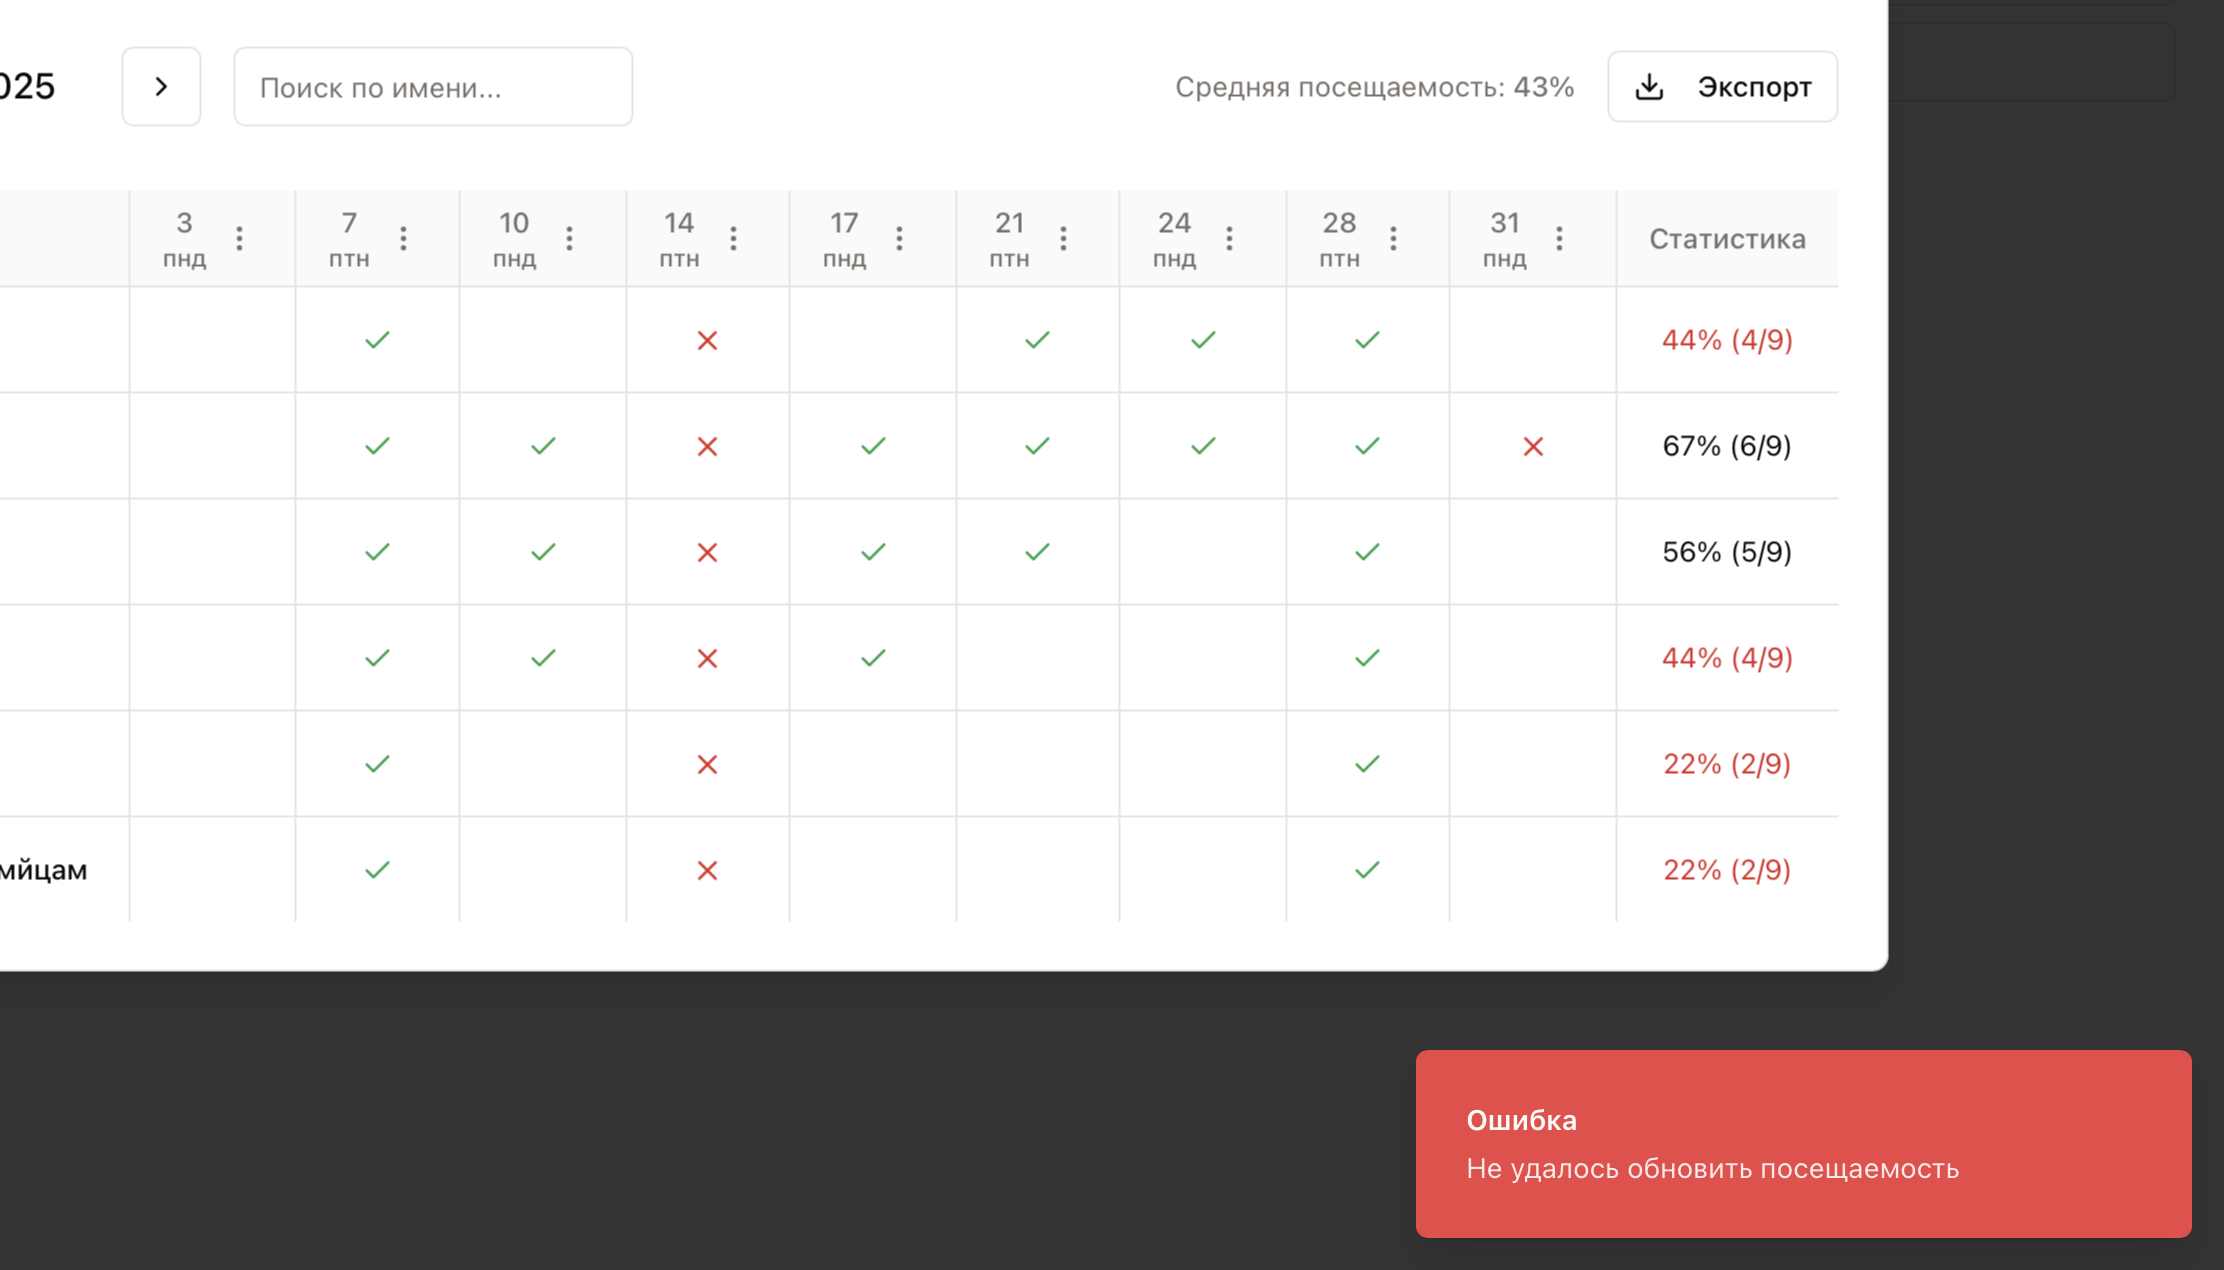 025
Поиск по имени...
Средняя посещаемость: 43%
Экспорт
3 7 10 14 17 21 24 28 31
пнд птн пнд птн пнд птн пнд птн пнд
Статистика
44% (4/9)
67% (6/9)
56% (5/9)
44% (4/9)
22% (2/9)
мйцам
22% (2/9)
Ошибка
Не удалось обновить посещаемость